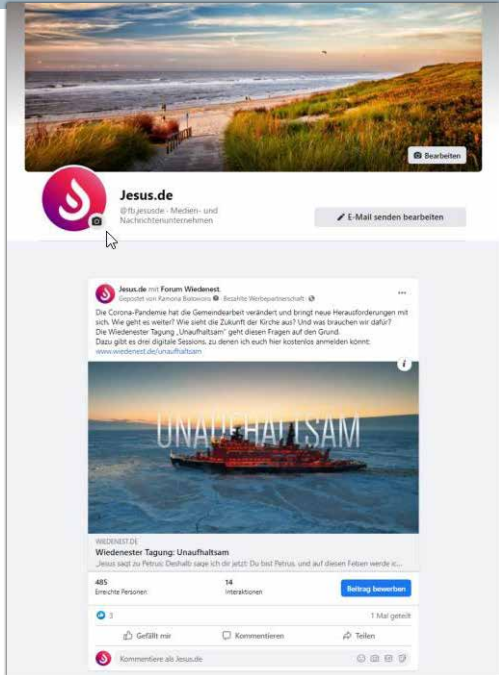 Bearbeiten
Jesus.de
@fb.jesusde · Medien- und
Nachrichtenunternehmen
E-Mail senden bearbeiten
Jesus.de mit Forum Wiedenest.
Gepostet von Ramona · Bezahlte Werbepartnerschaft ·
Die Corona-Pandemie hat die Gemeindearbeit verändert und bringt neue Herausforderungen mit
sich. Wie geht es weiter? Wie sieht die Zukunft der Kirche aus? Und was brauchen wir dafür?
Die Wiedenester Tagung „Unaufhaltsam" geht diesen Fragen auf den Grund.
Dazu gibt es drei digitale Sessions, zu denen ich euch hier kostenlos anmelden könnt:
www.wiedenest.de/unaufhaltsam
UNAUFHALTSAM
WIEDENEST.DE
Wiedenester Tagung: Unaufhaltsam
„Jesus sagt zu Petrus: Deshalb sage ich dir jetzt: Du bist Petrus, und auf diesen Felsen werde ic...
485
Erreichte Personen
14
Interaktionen
Beitrag bewerben
3
1 Mal geteilt
Gefällt mir
Kommentieren
Teilen
Kommentiere als Jesus.de